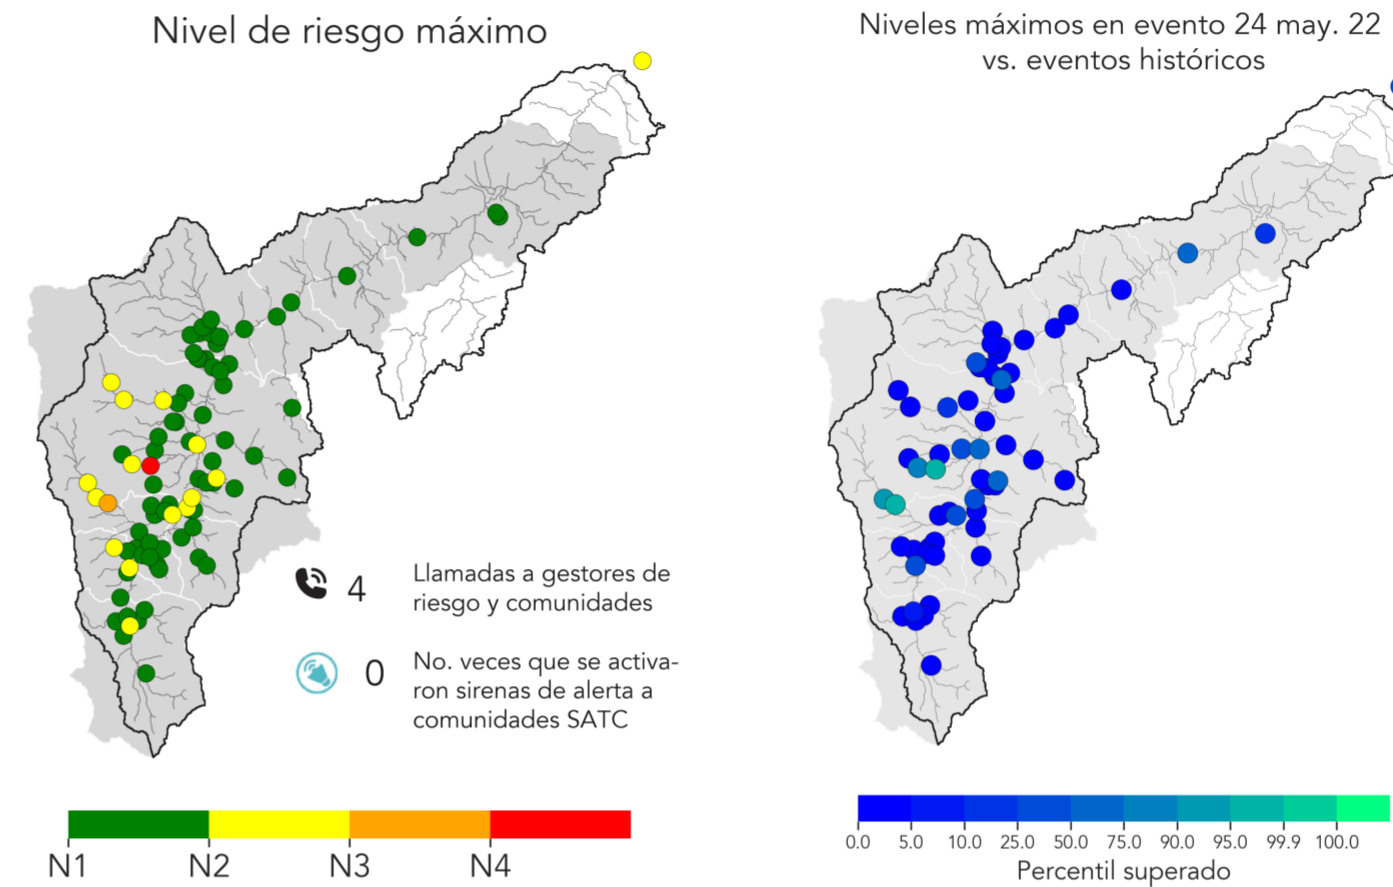 Nivel de riesgo máximo
Niveles máximos en evento 24 may. 22
vs. eventos históricos
4
Llamadas a gestores de
riesgo y comunidades
0
No. veces que se activa-
ron sirenas de alerta a
comunidades SATC
N1 N2 N3 N4
0.0 5.0 10.0 25.0 50.0 75.0 90.0 95.0 99.9 100.0
Percentil superado